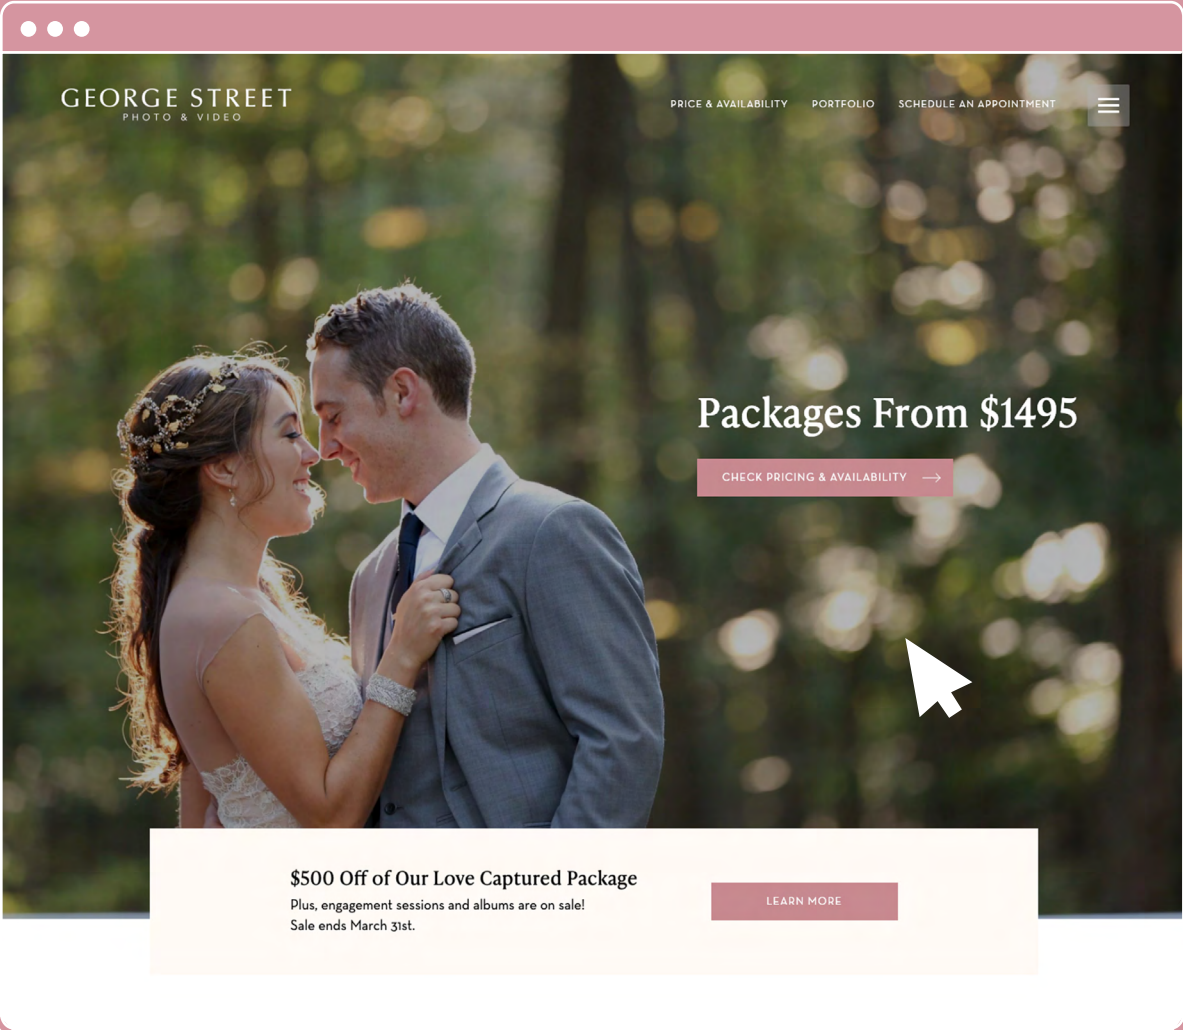 GEORGE STREET
PHOTO & VIDEO
PRICE & AVAILABILITY PORTFOLIO SCHEDULE AN APPOINTMENT
Packages From $1495
CHECK PRICING & AVAILABILITY
$500 Off of Our Love Captured Package
Plus, engagement sessions and albums are on sale!
Sale ends March 31st.
LEARN MORE